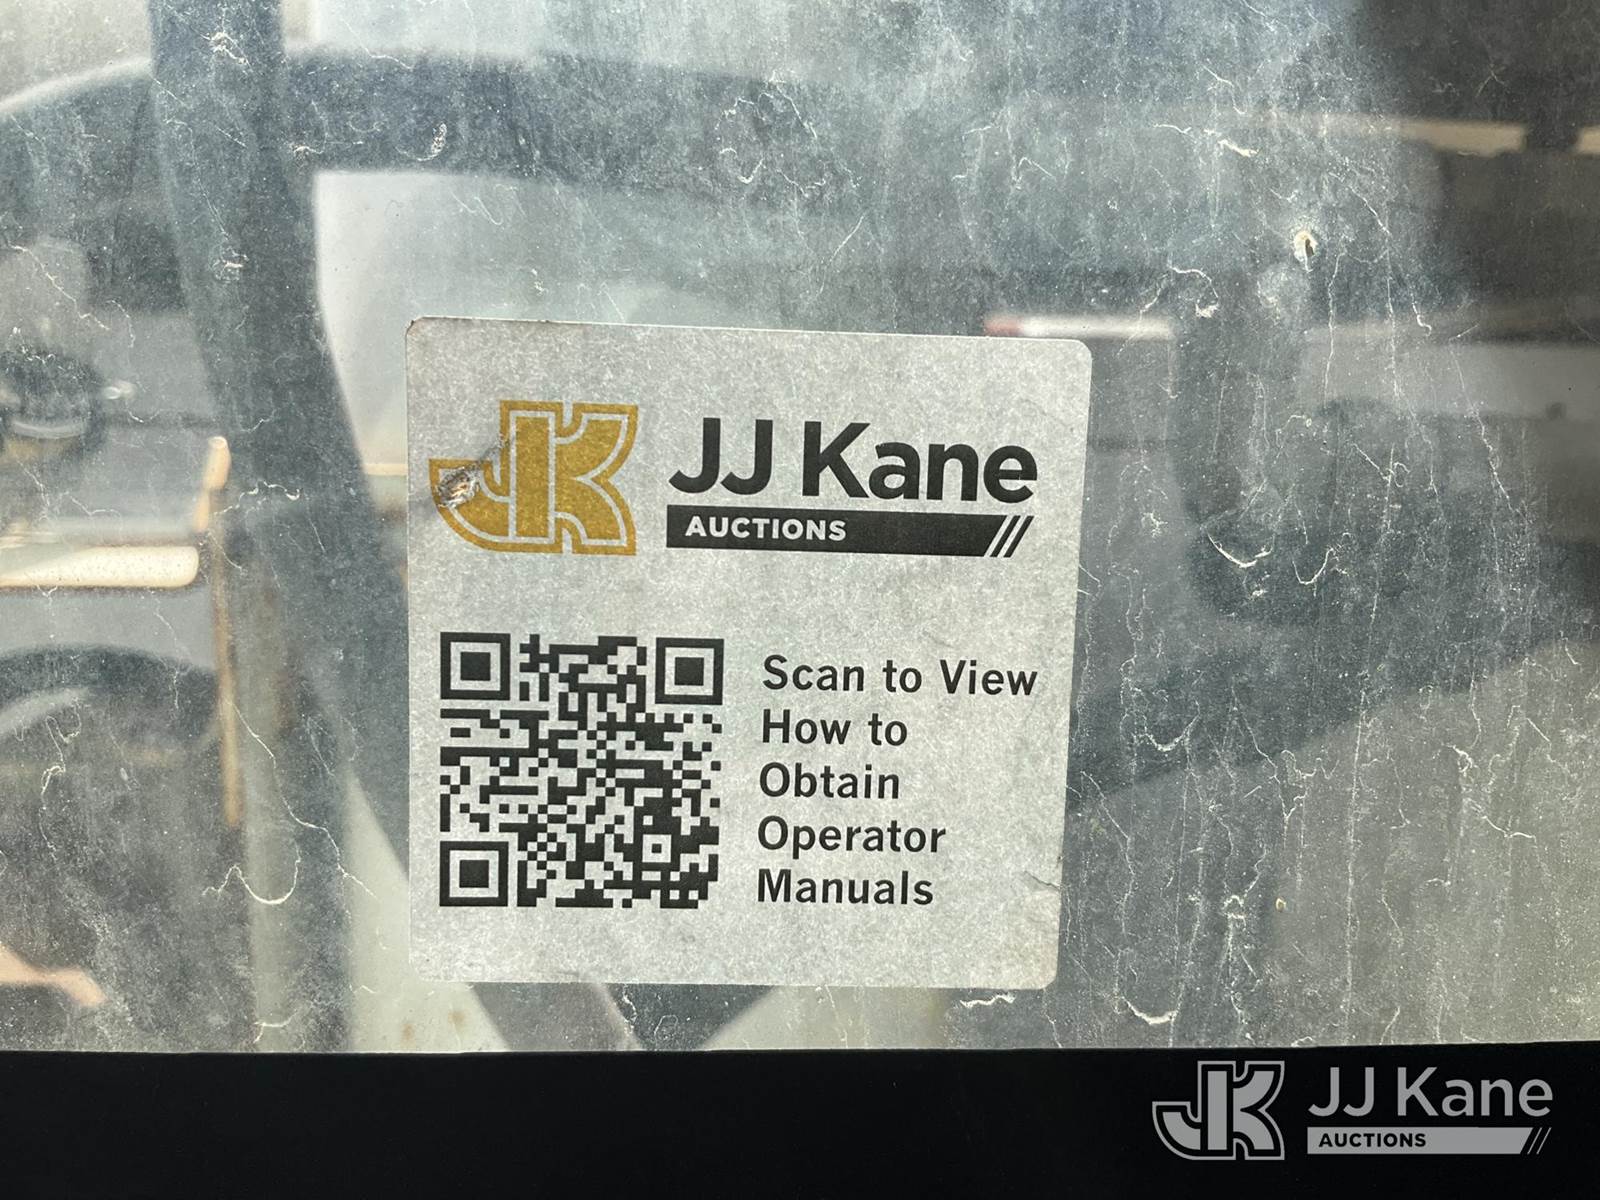 JK
JJ Kane
AUCTIONS
Scan to View
How to
Obtain
Operator
Manuals
JK
JJ Kane
AUCTIONS